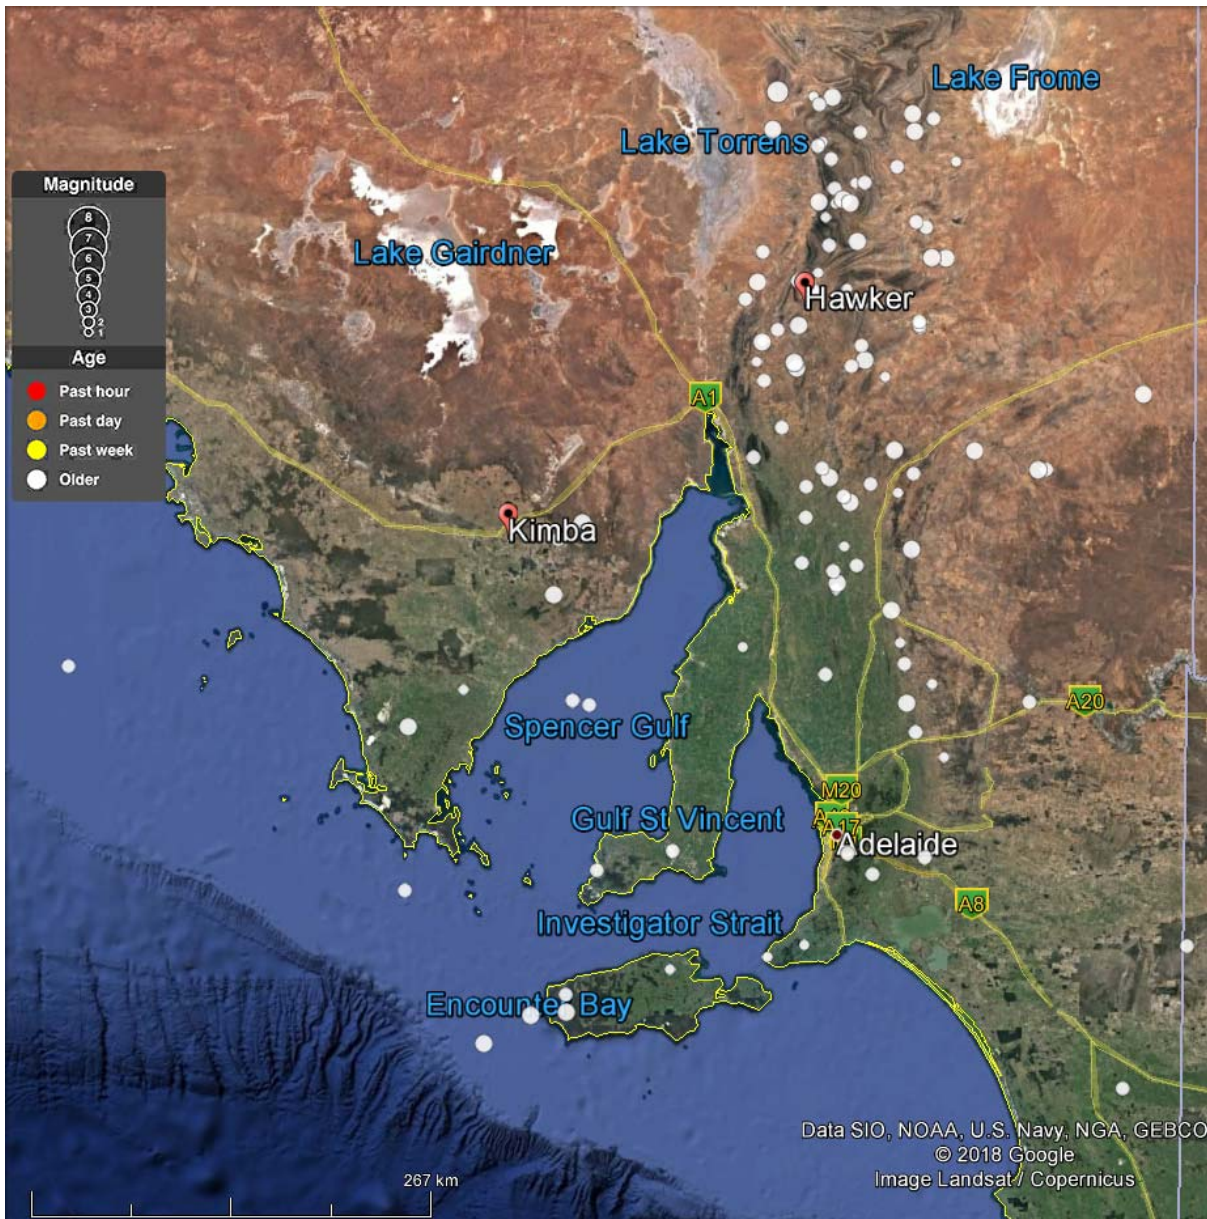 Lake Frome
Lake Torrens
Magnitude
8
7
6
5
4
3
2
1
Lake Gairdner
Hawker
Age
Past hour
Past day
Past week
Older
A1
Kimba
A20
Spencer Gulf
M20
Gulf St Vincent
A17
Adelaide
A8
Investigator Strait
Encounter Bay
Data SIO, NOAA, U.S. Navy, NGA, GEBCO
© 2018 Google
Image Landsat / Copernicus
267 km